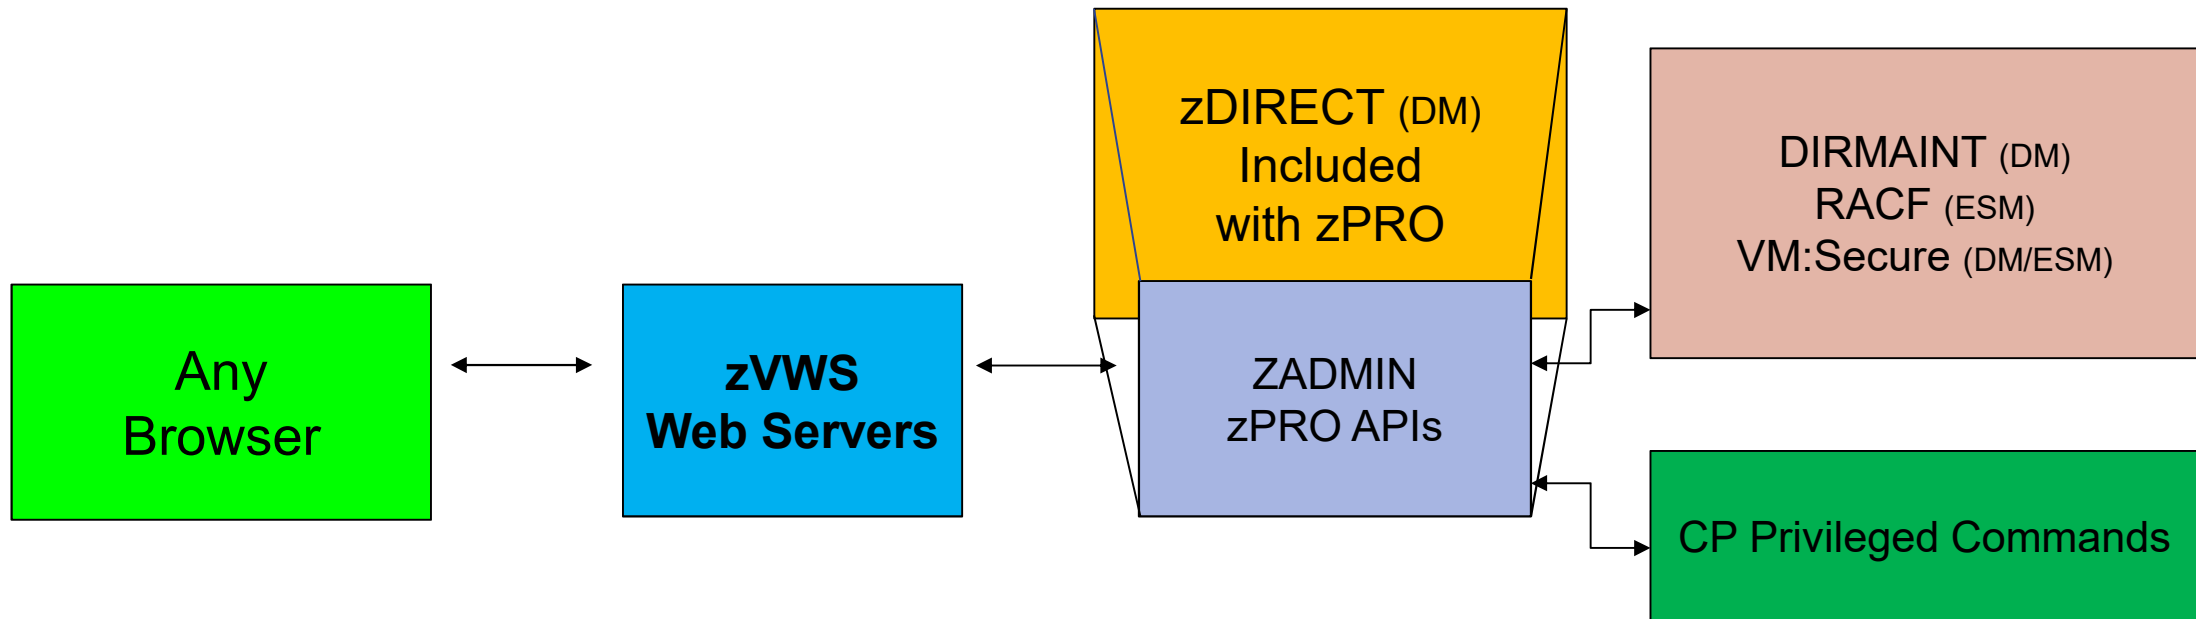 Any
Browser
zVWS
Web Servers
zDIRECT (DM)
Included
with zPRO
ZADMIN
zPRO APIs
DIRMAINT (DM)
RACF (ESM)
VM:Secure (DM/ESM)
CP Privileged Commands